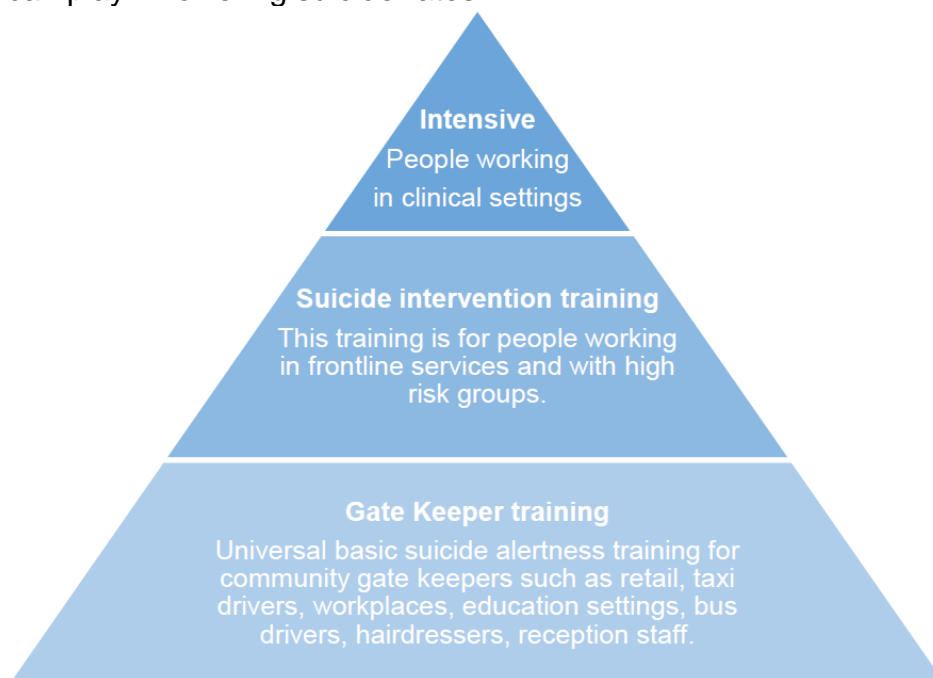 Intensive
People working
in clinical settings
Suicide intervention training
This training is for people working
in frontline services and with high
risk groups.
Gate Keeper training
Universal basic suicide alertness training for
community gate keepers such as retail, taxi
drivers, workplaces, education settings, bus
drivers, hairdressers, reception staff.